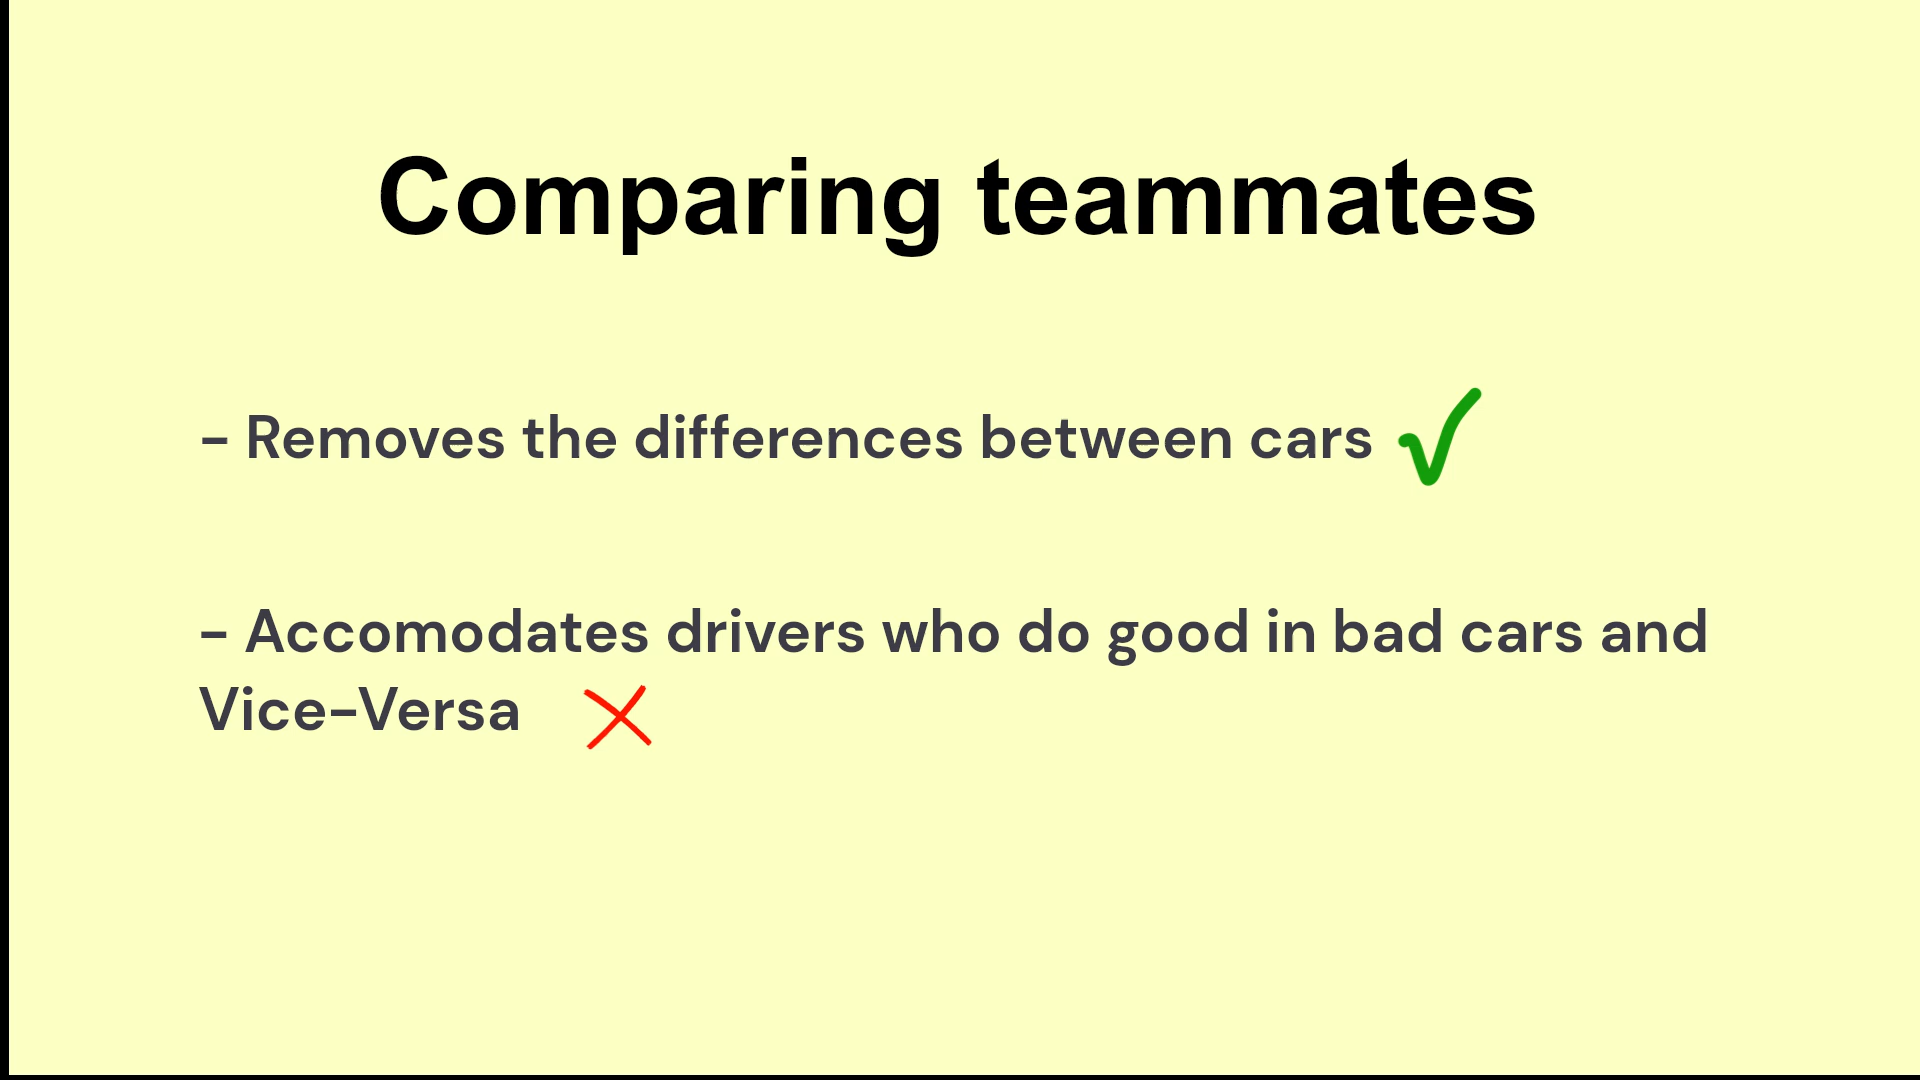 Comparing teammates
- Removes the differences between cars
- Accomodates drivers who do good in bad cars and
Vice-Versa